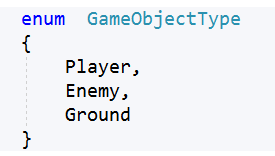 enum  GameObjectType
{
    Player,
    Enemy,
    Ground
}